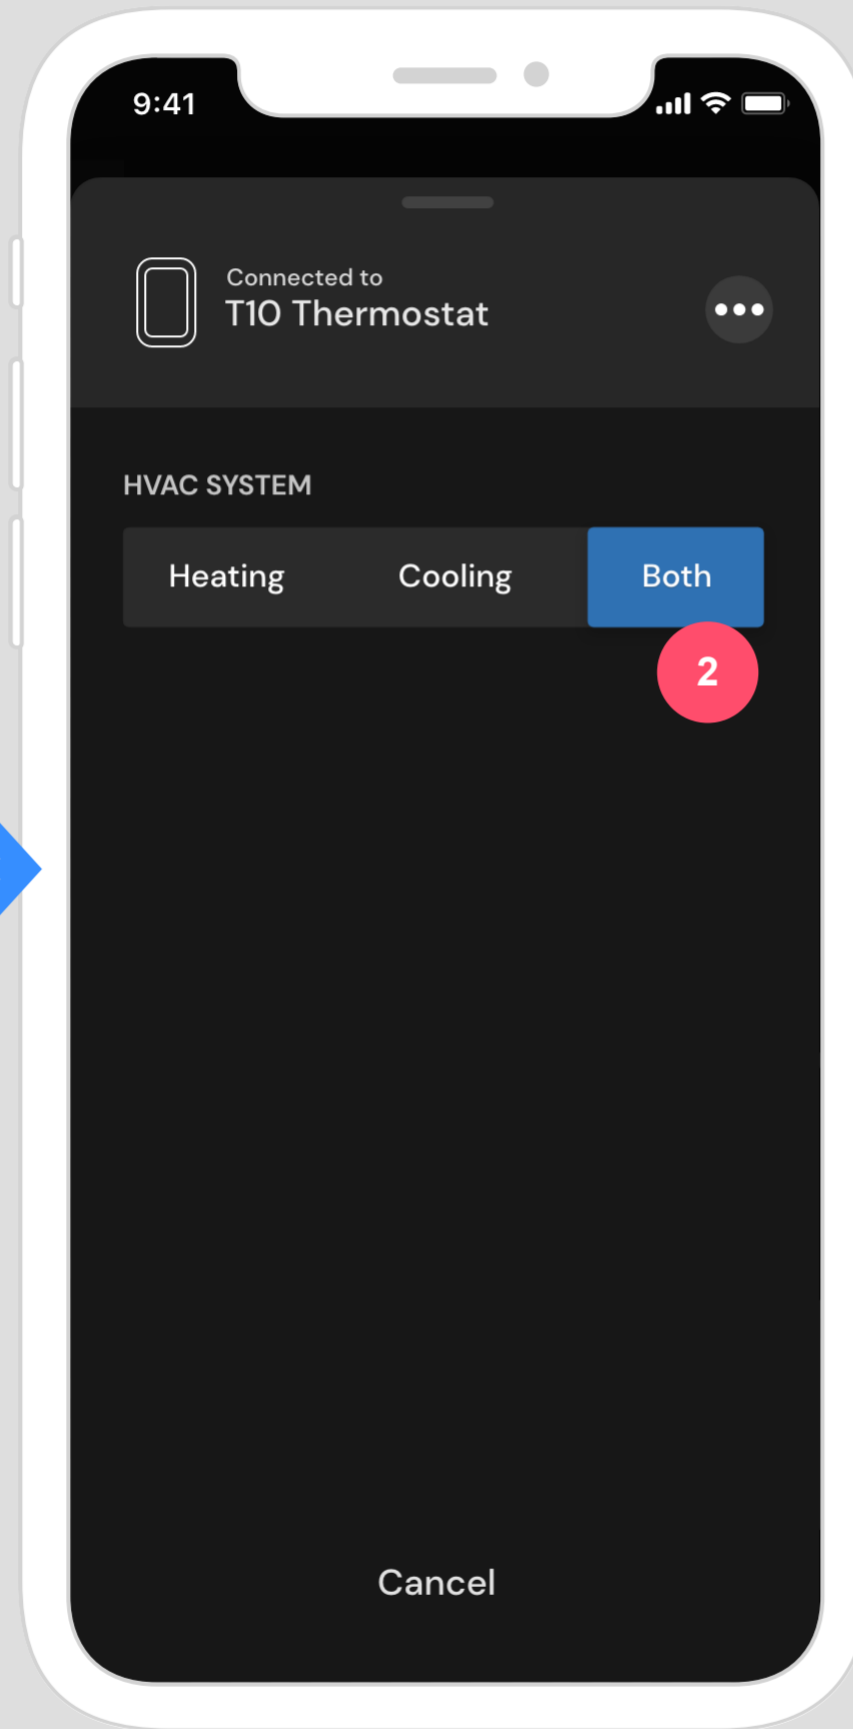 9:41
Connected to
T10 Thermostat
HVAC SYSTEM
Heating Cooling Both
2
Cancel